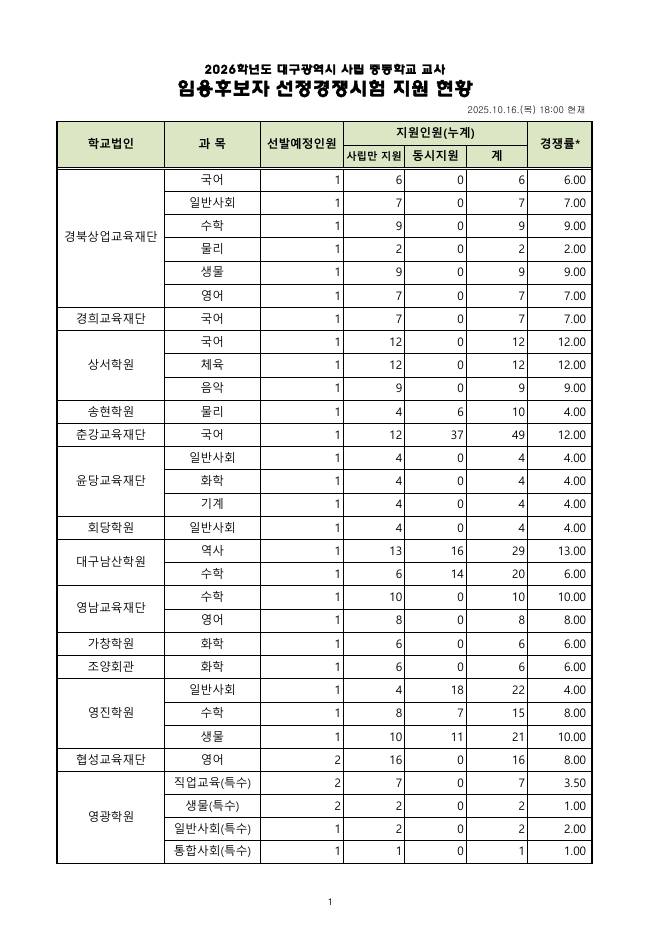 2026학년도 대구광역시 사립 중등학교 교사
임용후보자 선정경쟁시험 지원 현황
2025.10.16.(목) 18:00 현재
학교법인 과 목 선발예정인원 지원인원(누계) 경쟁률*
사립만 지원 동시지원 계
경북상업교육재단 국어 1 6 0 6 6.00
일반사회 1 7 0 7 7.00
수학 1 9 0 9 9.00
물리 1 2 0 2 2.00
생물 1 9 0 9 9.00
영어 1 7 0 7 7.00
경희교육재단 국어 1 7 0 7 7.00
상서학원 국어 1 12 0 12 12.00
체육 1 12 0 12 12.00
음악 1 9 0 9 9.00
송현학원 물리 1 4 6 10 4.00
춘강교육재단 국어 1 12 37 49 12.00
윤당교육재단 일반사회 1 4 0 4 4.00
화학 1 4 0 4 4.00
기계 1 4 0 4 4.00
회당학원 일반사회 1 4 0 4 4.00
대구남산학원 역사 1 13 16 29 13.00
수학 1 6 14 20 6.00
영남교육재단 수학 1 10 0 10 10.00
영어 1 8 0 8 8.00
가창학원 화학 1 6 0 6 6.00
조양회관 화학 1 6 0 6 6.00
영진학원 일반사회 1 4 18 22 4.00
수학 1 8 7 15 8.00
생물 1 10 11 21 10.00
협성교육재단 영어 2 16 0 16 8.00
영광학원 직업교육(특수) 2 7 0 7 3.50
생물(특수) 2 2 0 2 1.00
일반사회(특수) 1 2 0 2 2.00
통합사회(특수) 1 1 0 1 1.00
1